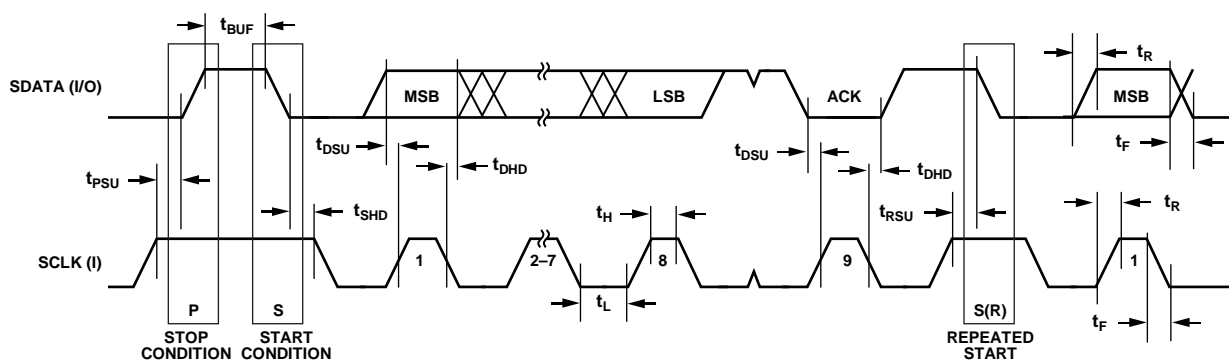 tBUF
SDATA (I/O)
MSB
LSB
ACK
MSB
tR
tF
tDSU
tDHD
tDSU
tDHD
tPSU
tSHD
tH
tRSU
tR
SCLK (I)
1
2–7
8
9
1
tL
tF
P
S
S(R)
STOP
CONDITION
START
CONDITION
REPEATED
START